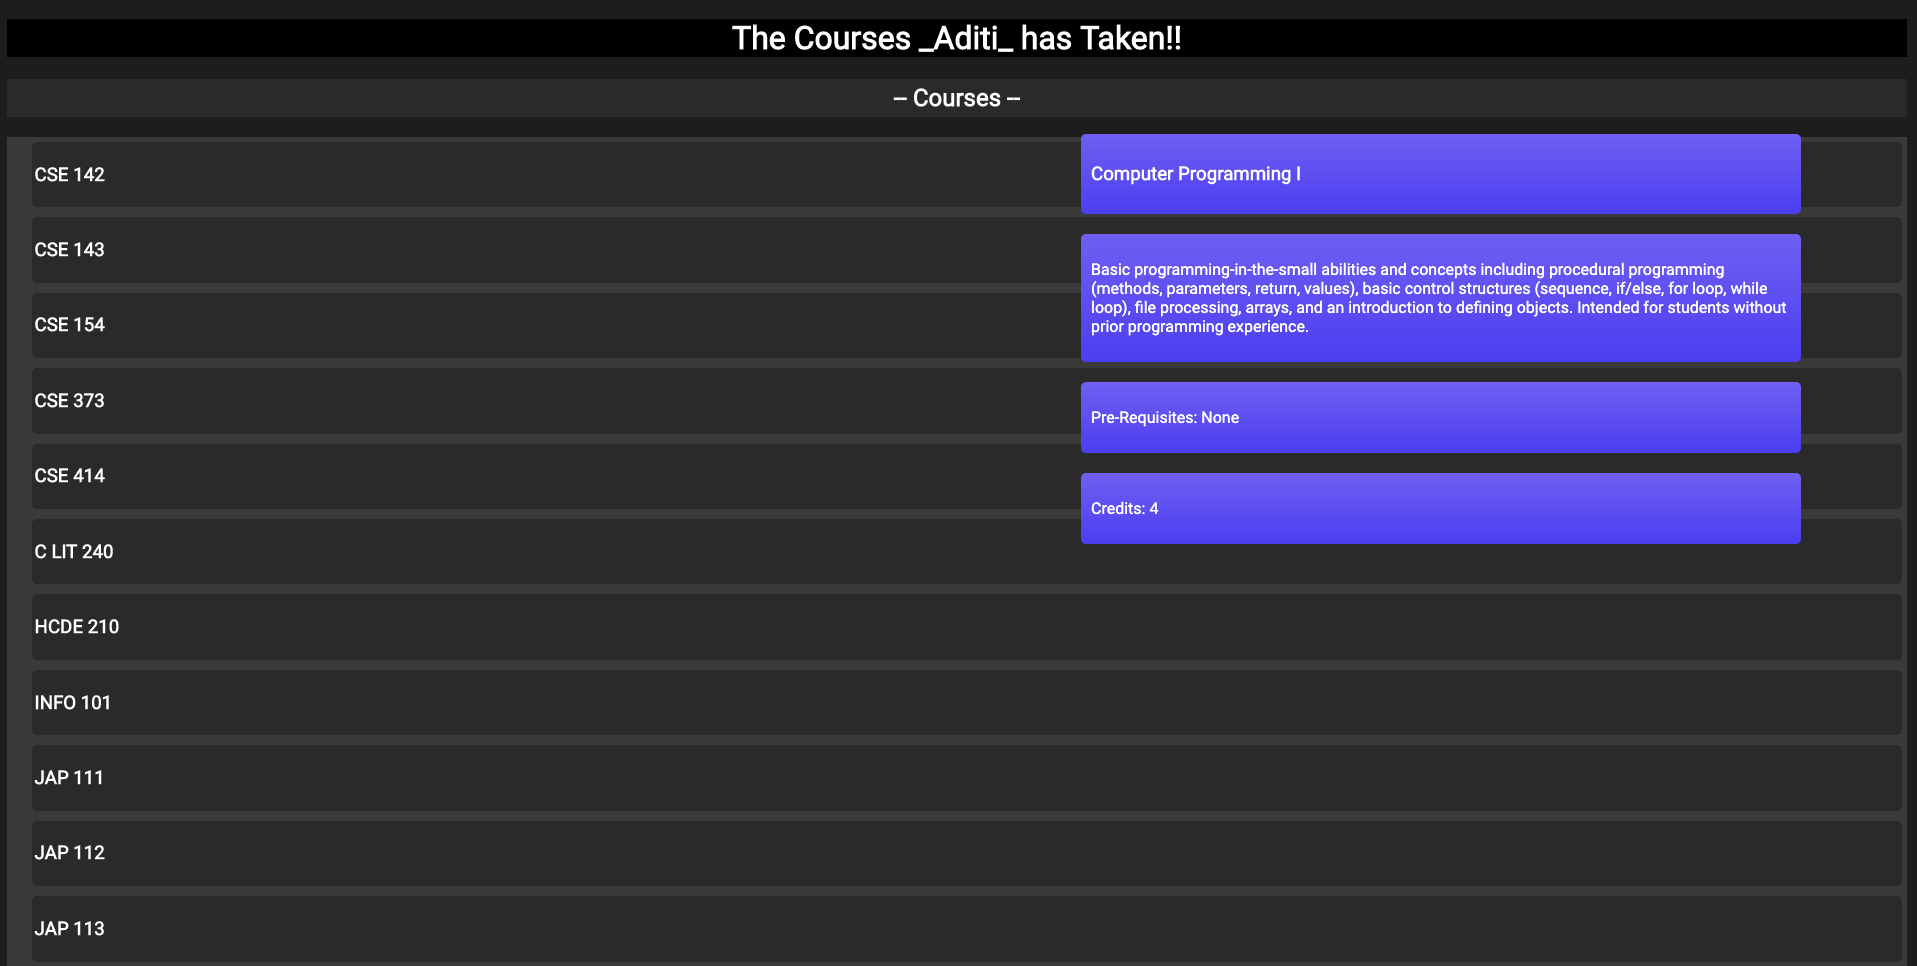 The Courses _Aditi_ has Taken!!
-- Courses --
CSE 142
CSE 143
CSE 154
CSE 373
CSE 414
C LIT 240
HCDE 210
INFO 101
JAP 111
JAP 112
JAP 113
Computer Programming I
Basic programming-in-the-small abilities and concepts including procedural programming
(methods, parameters, return, values), basic control structures (sequence, if/else, for loop, while
loop), file processing, arrays, and an introduction to defining objects. Intended for students without
prior programming experience.
Pre-Requisites: None
Credits: 4